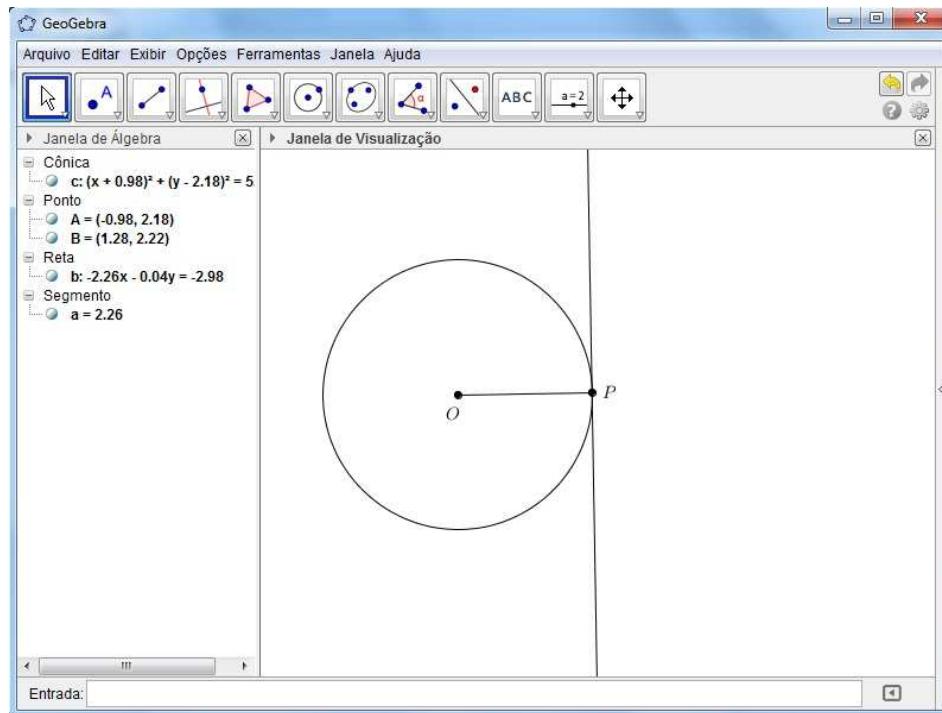 GeoGebra
Arquivo Editar Exibir Opções Ferramentas Janela Ajuda
A
α
ABC
a=2
Janela de Álgebra
Janela de Visualização
Cônica
c: (x + 0.98)² + (y - 2.18)² = 5
Ponto
A = (-0.98, 2.18)
B = (1.28, 2.22)
Reta
b: -2.26x - 0.04y = -2.98
Segmento
a = 2.26
O
P
Entrada: